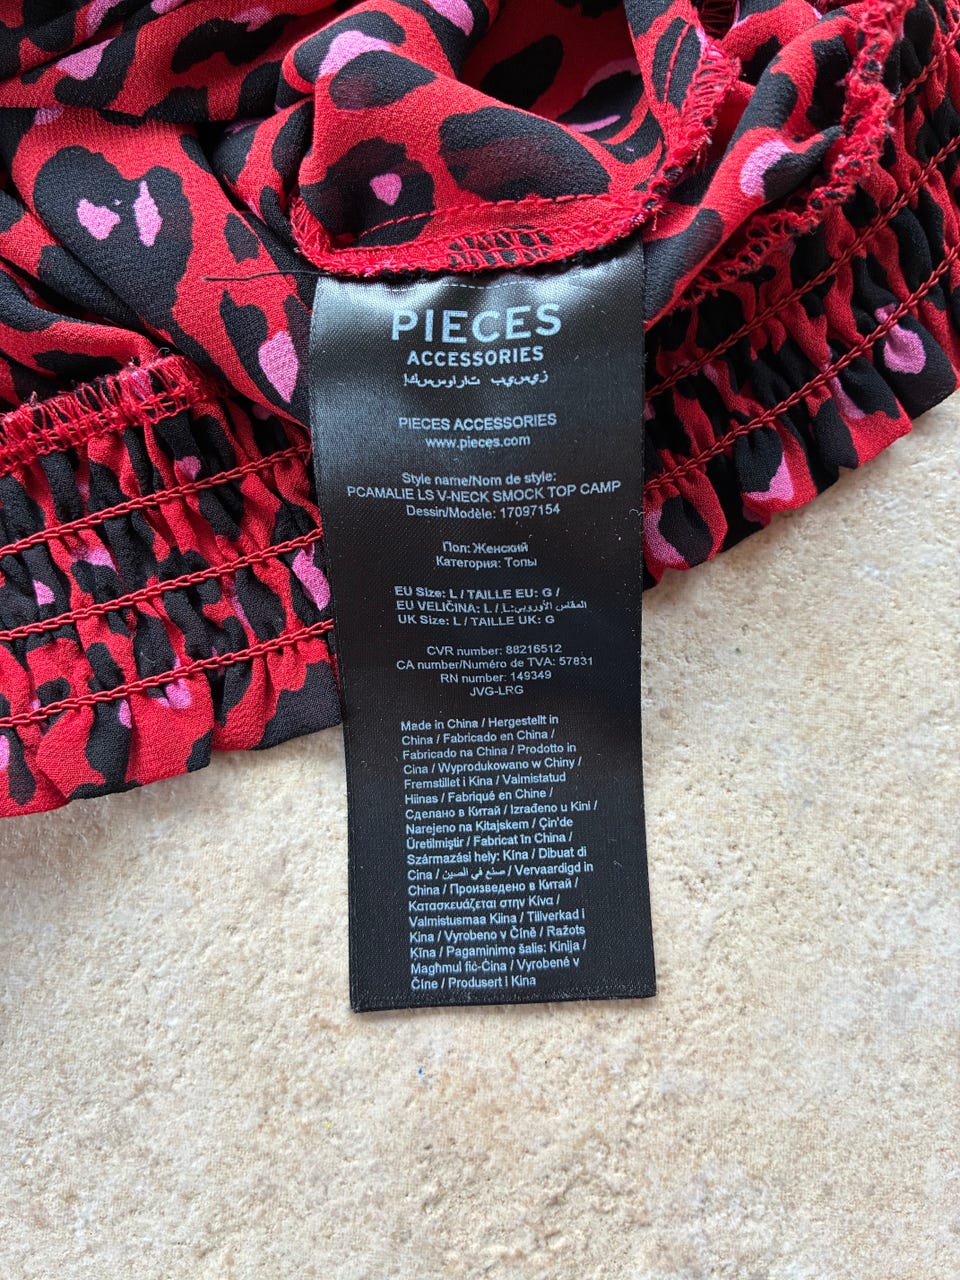 PIECES
ACCESSORIES
بيسيز إكسسوارات
PIECES ACCESSORIES
www.pieces.com
Style name/Nom de style:
PCAMALIE LS V-NECK SMOCK TOP CAMP
Dessin/Modèle: 17097154
Пол: Женский
Категория: Топы
EU Size: L / TAILLE EU: G /
EU VELIČINA: L / L:المقاس الأوروبي /
UK Size: L / TAILLE UK: G
CVR number: 88216512
CA number/Numéro de TVA: 57831
RN number: 149349
JVG-LRG
Made in China / Hergestellt in
China / Fabricado en China /
Fabricado na China / Prodotto in
Cina / Wyprodukowano w Chiny /
Fremstillet i Kina / Valmistatud
Hiinas / Fabriqué en Chine /
Сделано в Китай / Izrađeno u Kini /
Narejeno na Kitajskem / Çin'de
Üretilmiştir / Fabricat în China /
Származási hely: Kína / Dibuat di
Cina / صنع في الصين / Vervaardigd in
China / Произведено в Китай /
Κατασκευάζεται στην Κίνα /
Valmistusmaa Kiina / Tillverkad i
Kina / Vyrobeno v Číně / Ražots
Ķīna / Pagaminimo šalis: Kinija /
Magħmul fiċ-Ċina / Vyrobené v
Číne / Produsert i Kina